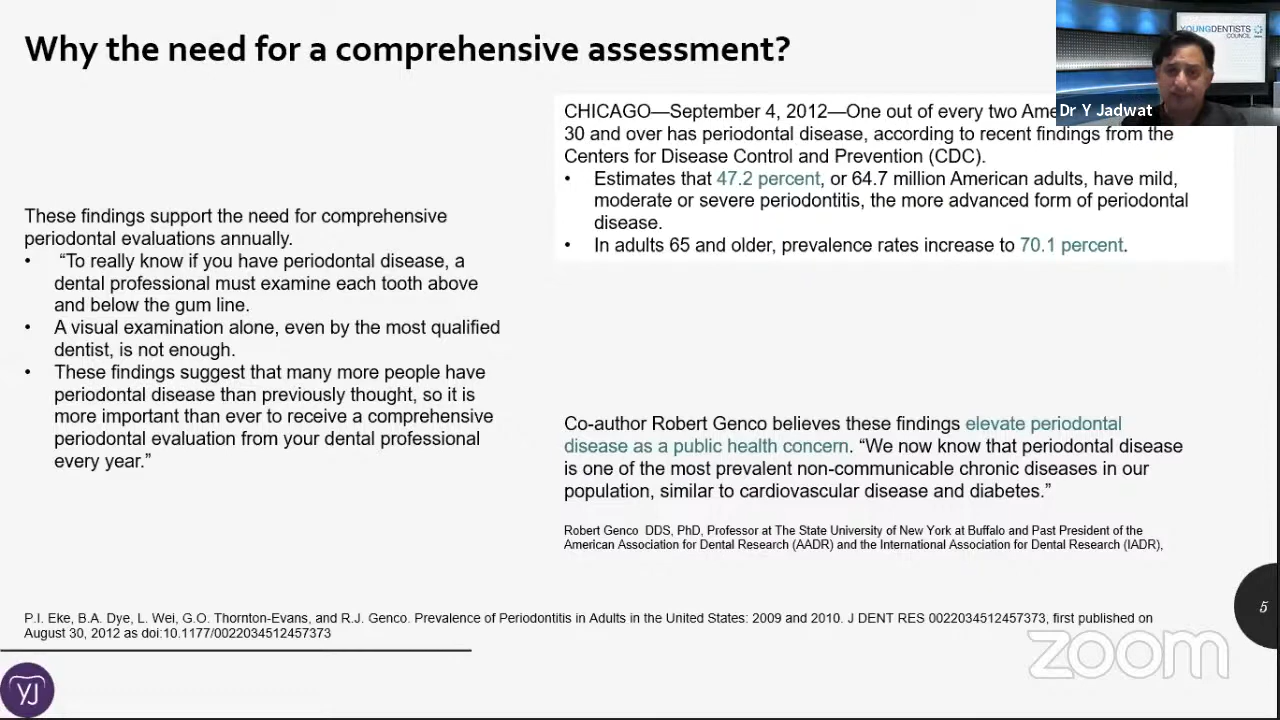 Why the need for a comprehensive assessment?
YOUNGDENTISTS
COUNCIL
Dr Y Jadwat
CHICAGO—September 4, 2012—One out of every two
30 and over has periodontal disease, according to recent findings from the
Centers for Disease Control and Prevention (CDC).
• Estimates that 47.2 percent, or 64.7 million American adults, have mild,
moderate or severe periodontitis, the more advanced form of periodontal
disease.
• In adults 65 and older, prevalence rates increase to 70.1 percent.
These findings support the need for comprehensive
periodontal evaluations annually.
• “To really know if you have periodontal disease, a
dental professional must examine each tooth above
and below the gum line.
• A visual examination alone, even by the most qualified
dentist, is not enough.
• These findings suggest that many more people have
periodontal disease than previously thought, so it is
more important than ever to receive a comprehensive
periodontal evaluation from your dental professional
every year.”
Co-author Robert Genco believes these findings elevate periodontal
disease as a public health concern. “We now know that periodontal disease
is one of the most prevalent non-communicable chronic diseases in our
population, similar to cardiovascular disease and diabetes.”
Robert Genco DDS, PhD, Professor at The State University of New York at Buffalo and Past President of the
American Association for Dental Research (AADR) and the International Association for Dental Research (IADR),
P.I. Eke, B.A. Dye, L. Wei, G.O. Thornton-Evans, and R.J. Genco. Prevalence of Periodontitis in Adults in the United States: 2009 and 2010. J DENT RES 0022034512457373, first published on
August 30, 2012 as doi:10.1177/0022034512457373
5
zoom
YJ